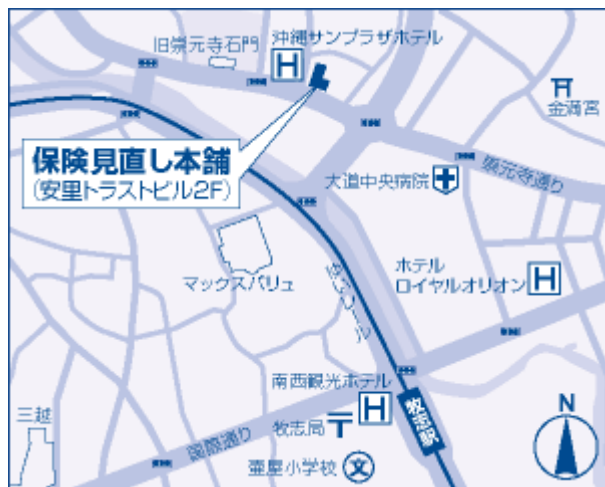 旧崇元寺石門
沖縄サンプラザホテル
H
金満宮
保険見直し本舗
(安里トラストビル2F)
崇元寺通り
大道中央病院
マックスバリュ
ゆいレール
ホテル
ロイヤルオリオン
H
南西観光ホテル
H
牧志駅
N
三越
国際通り
牧志局
壷屋小学校
文